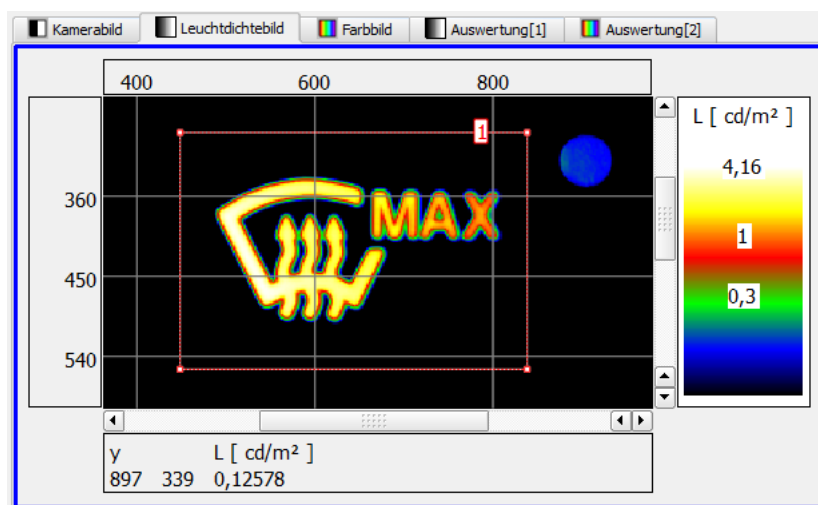 Kamerabild Leuchtdichtebild Farbbild Auswertung[1] Auswertung[2]
400 600 800
L [ cd/m² ]
1
4,16
360
MAX
1
450
0,3
540
y L [ cd/m² ]
897 339 0,12578